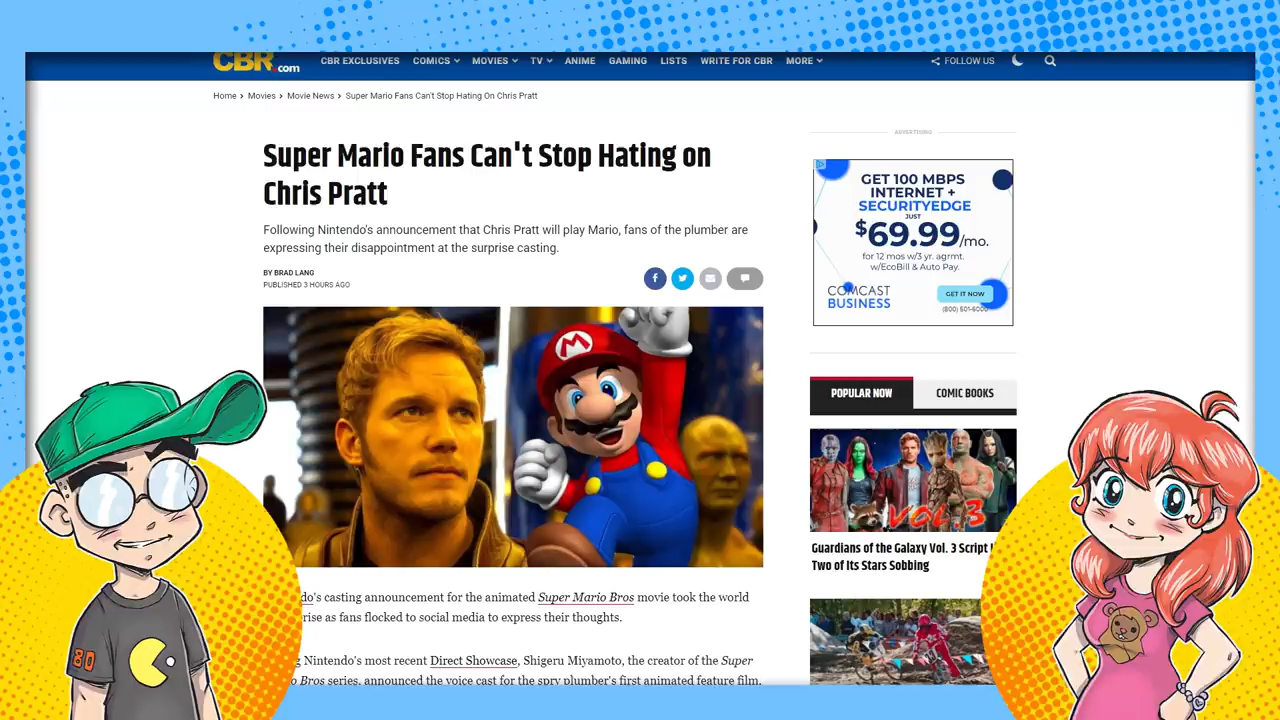 CBR.com
CBR EXCLUSIVES COMICS MOVIES TV ANIME GAMING LISTS WRITE FOR CBR MORE FOLLOW US
Home > Movies > Movie News > Super Mario Fans Can't Stop Hating On Chris Pratt
Super Mario Fans Can't Stop Hating on
Chris Pratt
Following Nintendo's announcement that Chris Pratt will play Mario, fans of the plumber are
expressing their disappointment at the surprise casting.
BY BRAD LANG
PUBLISHED 3 HOURS AGO
M
do's casting announcement for the animated Super Mario Bros movie took the world
rise as fans flocked to social media to express their thoughts.
g Nintendo's most recent Direct Showcase, Shigeru Miyamoto, the creator of the Super
o Bros series, announced the voice cast for the spry plumber's first animated feature film.
ADVERTISING
GET 100 MBPS
INTERNET +
SECURITYEDGE
JUST
$69.99/mo.
for 12 mos w/3 yr. agrmt.
w/EcoBill & Auto Pay.
COMCAST
BUSINESS
GET IT NOW
(800) 501-6000
POPULAR NOW COMIC BOOKS
VOL.3
Guardians of the Galaxy Vol. 3 Script
Two of Its Stars Sobbing
80